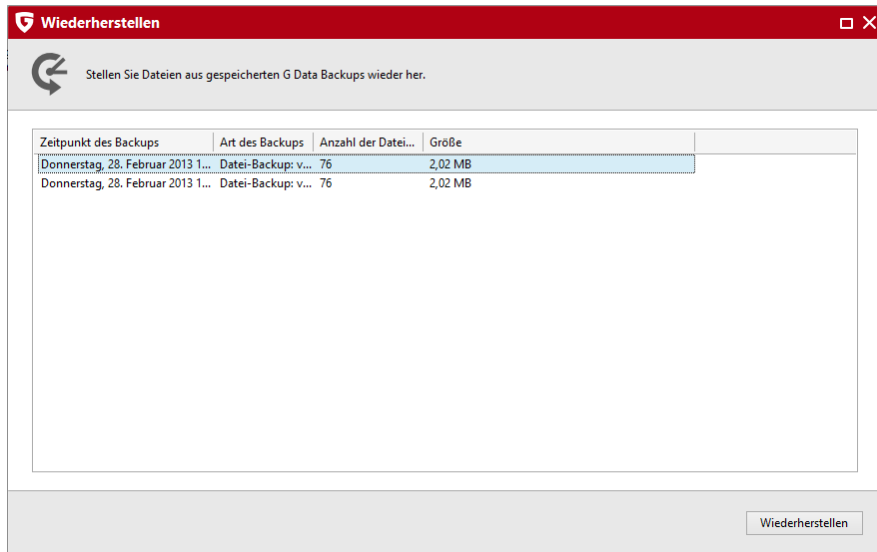 Wiederherstellen
Stellen Sie Dateien aus gespeicherten G Data Backups wieder her.
Zeitpunkt des Backups Art des Backups Anzahl der Datei... Größe
Donnerstag, 28. Februar 2013 1... Datei-Backup: v... 76 2,02 MB
Donnerstag, 28. Februar 2013 1... Datei-Backup: v... 76 2,02 MB
Wiederherstellen